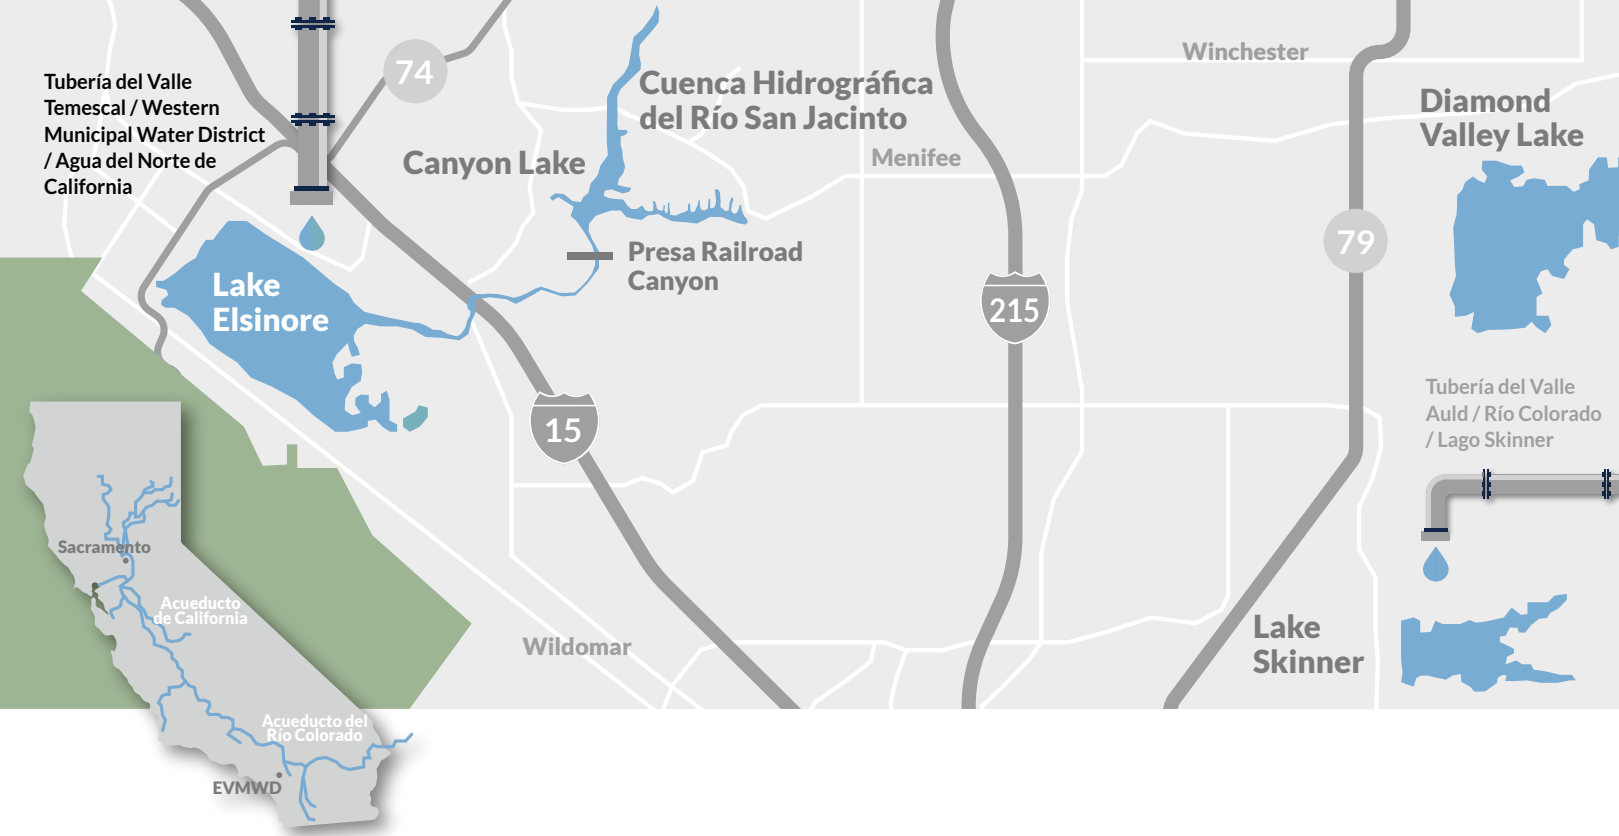 Tubería del Valle
Temescal / Western
Municipal Water District
/ Agua del Norte de
California
74
Cuenca Hidrográfica
del Río San Jacinto
Canyon Lake
Menifee
Winchester
Diamond
Valley Lake
Presa Railroad
Canyon
Lake
Elsinore
215
79
15
Tubería del Valle
Auld / Río Colorado
/ Lago Skinner
Wildomar
Lake
Skinner
Sacramento
Acueducto
de California
Acueducto del
Río Colorado
EVMWD